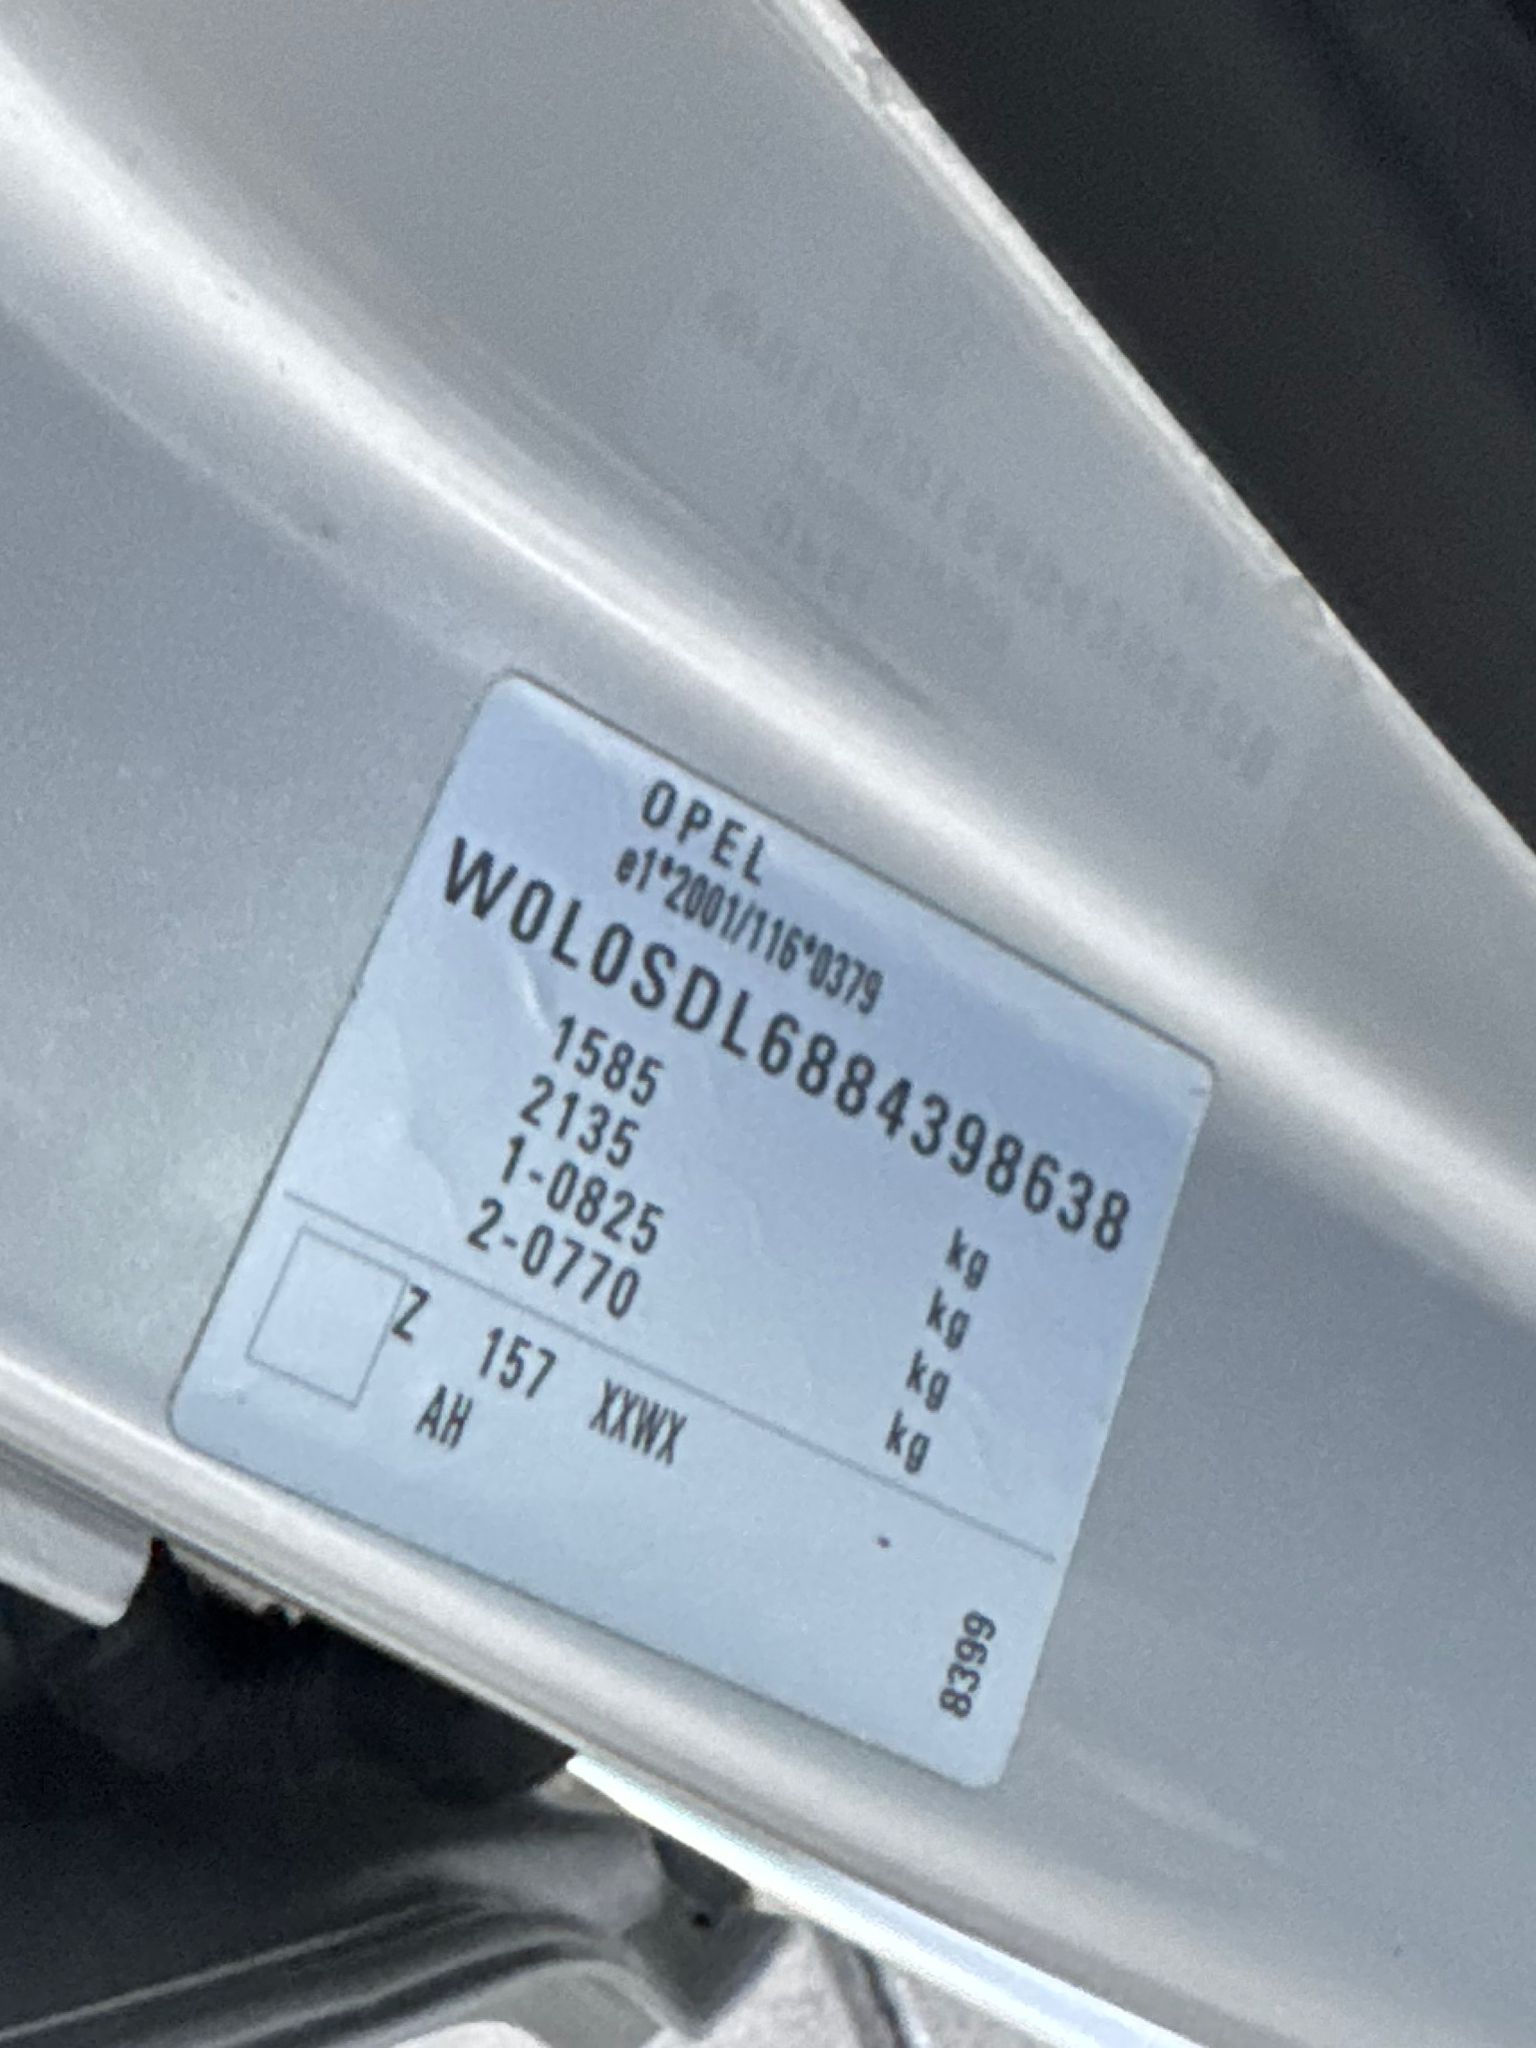 OPEL
e1*2001/116*0379
W0L0SDL6884398638
1585 kg
2135 kg
1-0825 kg
2-0770 kg
Z 157 XXWX -
AH
8399